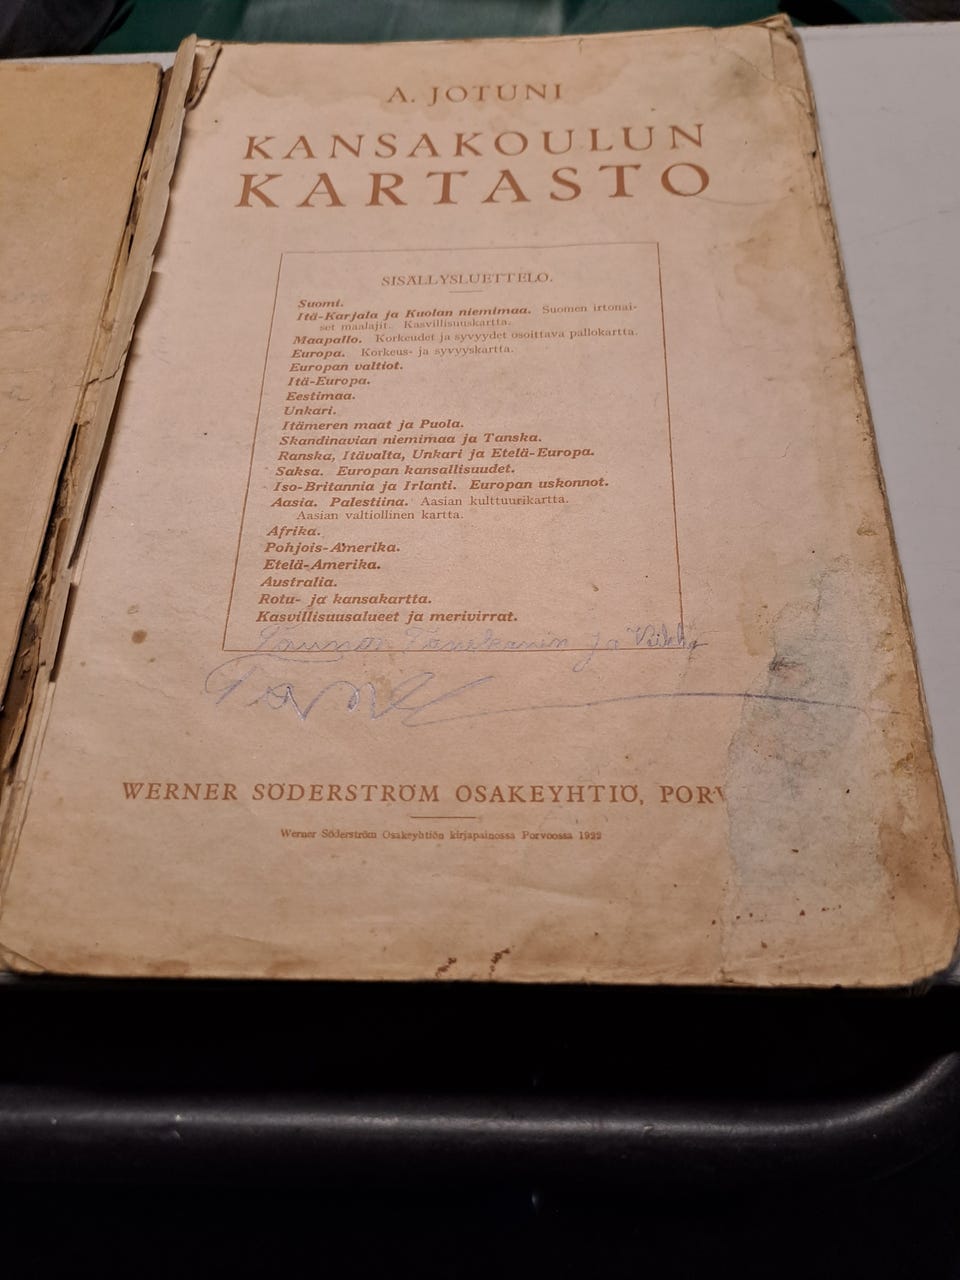 A. JOTUNI
KANSAKOULUN
KARTASTO
SISÄLLYSLUETTELO.
Suomi.
Itä-Karjala ja Kuolan niemimaa. Suomen irtonai-
set maalajit. Kasvillisuuskartta.
Maapallo. Korkeudet ja syvyydet osoittava pallokartta.
Europa. Korkeus- ja syvyyskartta.
Europan valtiot.
Itä-Europa.
Eestimaa.
Unkari.
Itämeren maat ja Puola.
Skandinavian niemimaa ja Tanska.
Ranska, Itävalta, Unkari ja Etelä-Europa.
Saksa. Europan kansallisuudet.
Iso-Britannia ja Irlanti. Europan uskonnot.
Aasia. Palestiina. Aasian kulttuurikartta.
Aasian valtiollinen kartta.
Afrika.
Pohjois-Amerika.
Etelä-Amerika.
Australia.
Rotu- ja kansakartta.
Kasvillisuusalueet ja merivirrat.
ja
WERNER SÖDERSTRÖM OSAKEYHTIÖ, PORV
Werner Söderström Osakeyhtiön kirjapainossa Porvoossa 1922